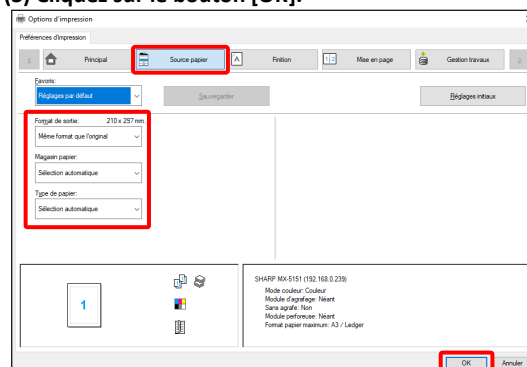 (3) Cliquez sur le bouton [OK].
Options d'impression
Préférences d'impression
Principal
Source papier
Finition
Mise en page
Gestion travaux
2
Favoris:
Réglages par défaut
Sauvegarder
Réglages initiaux
Format de sortie: 210 x 297 mm
Même format que l'original
Magasin papier:
Sélection automatique
Type de papier:
Sélection automatique
1
SHARP MX-5151 (192.168.0.239)
Mode couleur: Couleur
Module d'agrafage: Néant
Sans agrafe: Non
Module perforeuse: Néant
Format papier maximum: A3 / Ledger
OK
Annuler